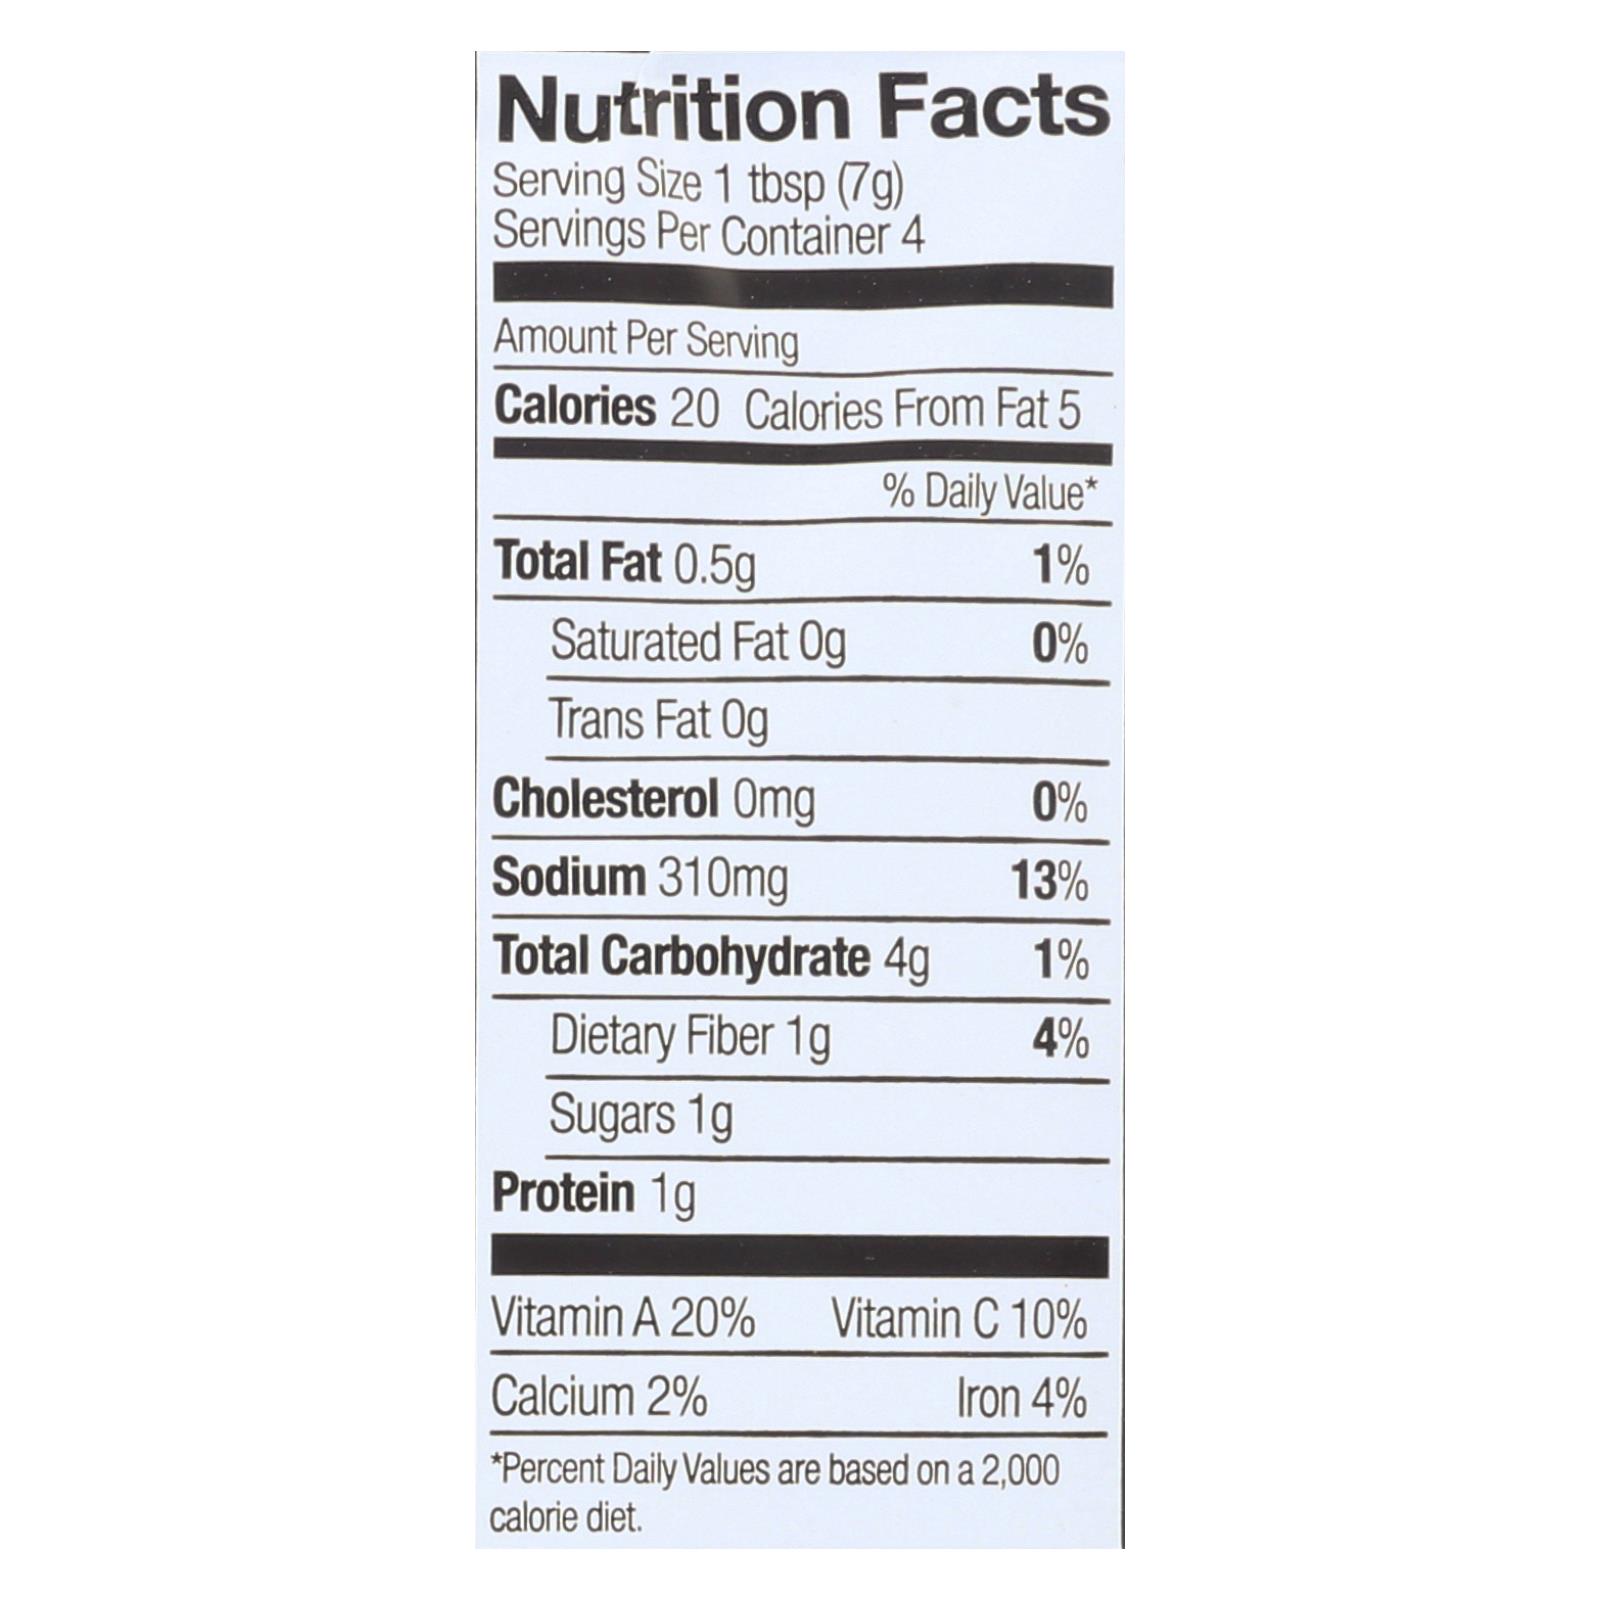 Nutrition Facts
Serving Size 1 tbsp (7g)
Servings Per Container 4
Amount Per Serving
Calories 20 Calories From Fat 5
% Daily Value*
Total Fat 0.5g 1%
Saturated Fat 0g 0%
Trans Fat 0g
Cholesterol 0mg 0%
Sodium 310mg 13%
Total Carbohydrate 4g 1%
Dietary Fiber 1g 4%
Sugars 1g
Protein 1g
Vitamin A 20% Vitamin C 10%
Calcium 2% Iron 4%
*Percent Daily Values are based on a 2,000
calorie diet.